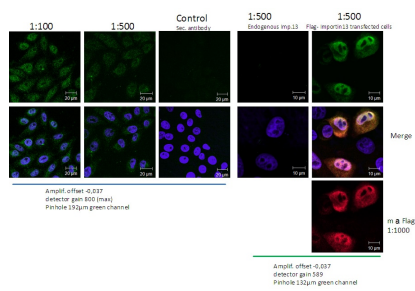 1:100
1:500
Control
Sec. antibody
1:500
Endogenous Imp.13
1:500
Flag- Importin13 transfected cells
20 µm
20 µm
20 µm
10 µm
10 µm
20 µm
20 µm
20 µm
10 µm
10 µm
Merge
10 µm
m a Flag
1:1000
Amplif. offset -0,037
detector gain 800 (max)
Pinhole 192µm green channel
Amplif. offset -0,037
detector gain 589
Pinhole 132µm green channel